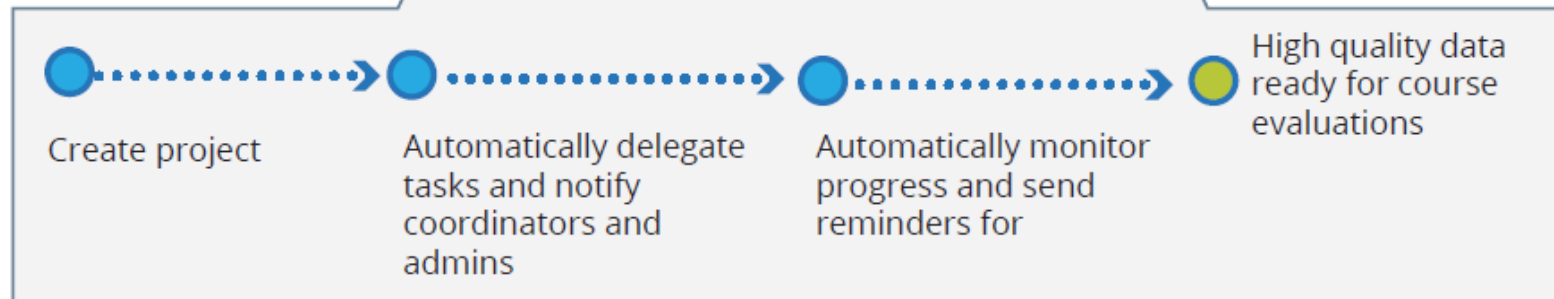 Create project
Automatically delegate
tasks and notify
coordinators and
admins
Automatically monitor
progress and send
reminders for
High quality data
ready for course
evaluations